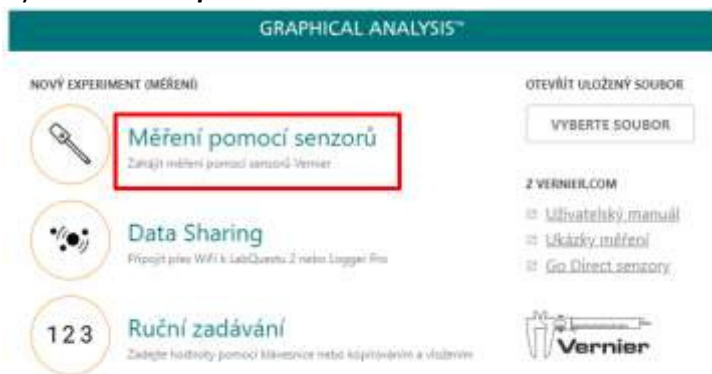 GRAPHICAL ANALYSIS™
NOVÝ EXPERIMENT (MĚŘENÍ)
Měření pomocí senzorů
Zahájit měření pomocí senzorů Vernier
Data Sharing
Připojit přes WiFi k LabQuestu 2 nebo Logger Pro
123
Ruční zadávání
Zadejte hodnoty pomocí klávesnice nebo kopírováním a vložením
OTEVŘÍT ULOŽENÝ SOUBOR
VYBERTE SOUBOR
Z VERNIER.COM
Uživatelský manuál
Ukázky měření
Go Direct senzory
Vernier